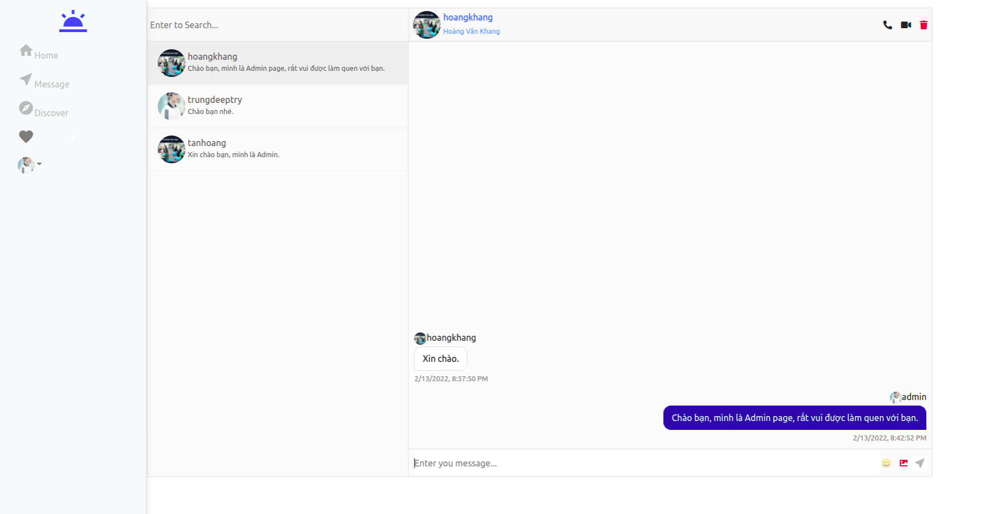 Home
Message
Discover
Enter to Search...
hoangkhang
Chào bạn, mình là Admin page, rất vui được làm quen với bạn.
trungdeeptry
Chào bạn nhé.
tanhoang
Xin chào bạn, mình là Admin.
hoangkhang
Hoàng Văn Khang
hoangkhang
Xin chào.
2/13/2022, 8:37:50 PM
admin
Chào bạn, mình là Admin page, rất vui được làm quen với bạn.
2/13/2022, 8:42:52 PM
Enter you message...